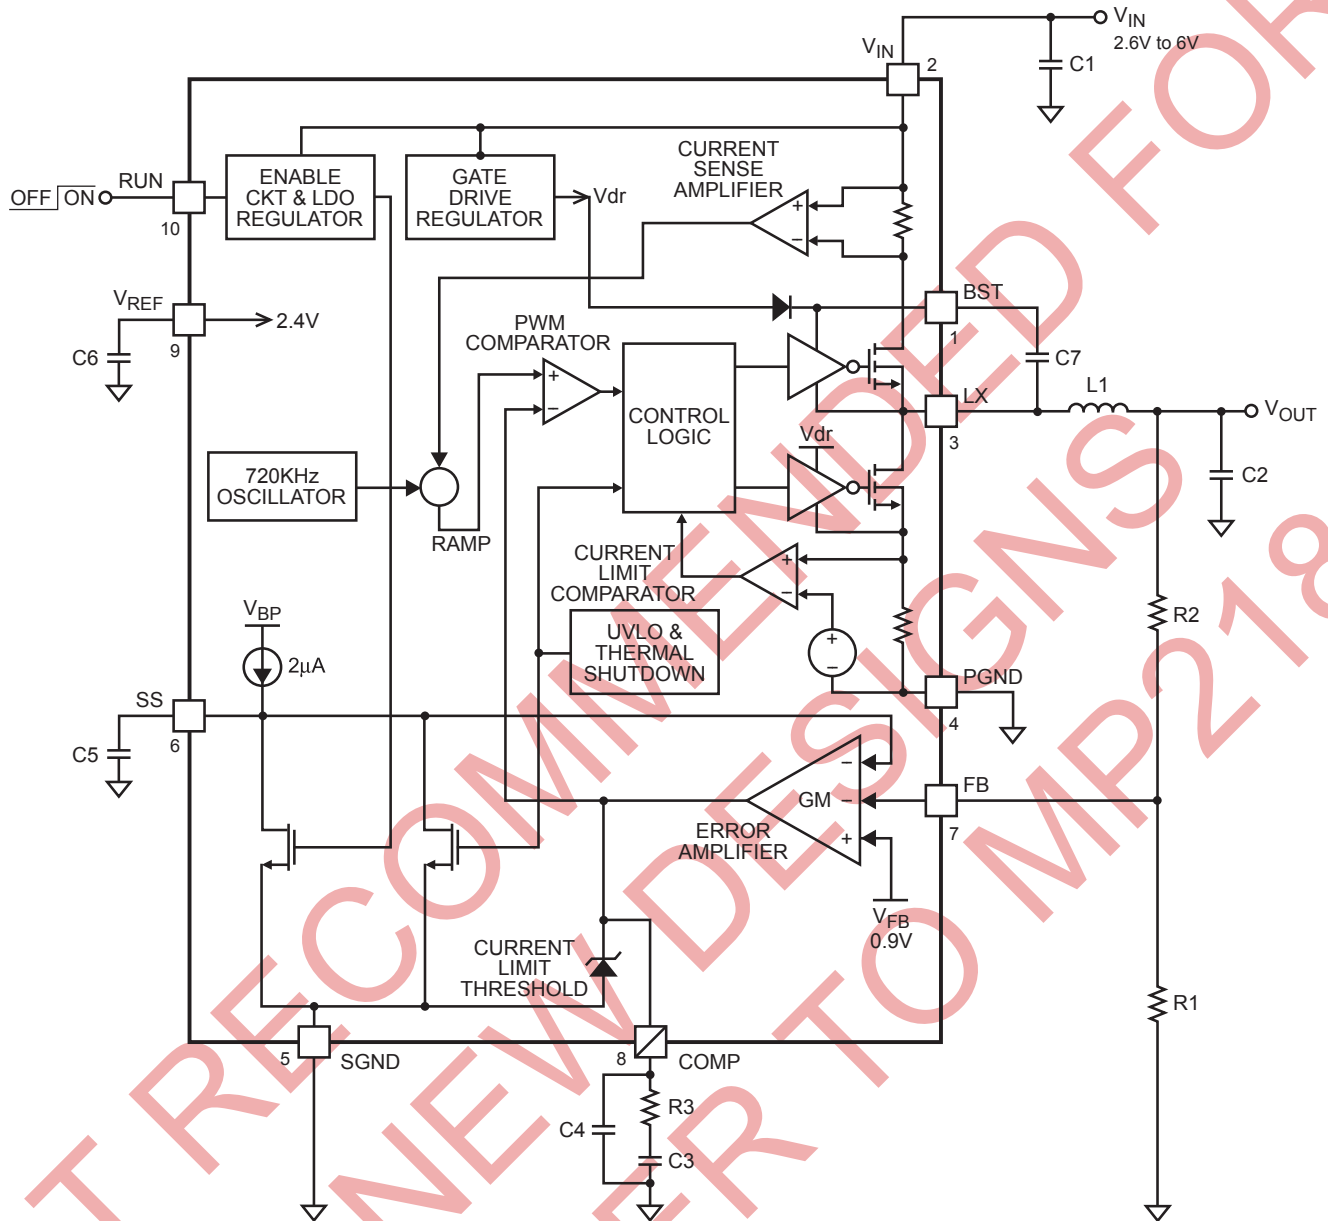 VIN
2.6V to 6V
VIN
2
C1
RUN
OFF ON
10
ENABLE
CKT & LDO
REGULATOR
GATE
DRIVE
REGULATOR
Vdr
CURRENT
SENSE
AMPLIFIER
+
−
VREF
9
2.4V
C6
BST
1
C7
PWM
COMPARATOR
+
−
CONTROL
LOGIC
LX
3
L1
VOUT
C2
Vdr
720KHz
OSCILLATOR
RAMP
CURRENT
LIMIT
COMPARATOR
+
−
UVLO &
THERMAL
SHUTDOWN
+
−
R2
VBP
2µA
SS
6
C5
PGND
4
FB
7
−
GM −
+
ERROR
AMPLIFIER
VFB
0.9V
CURRENT
LIMIT
THRESHOLD
R1
5
SGND
8
COMP
R3
C4
C3
T RECOMMENDED FOR
NEW DESIGNS
ER TO MP218